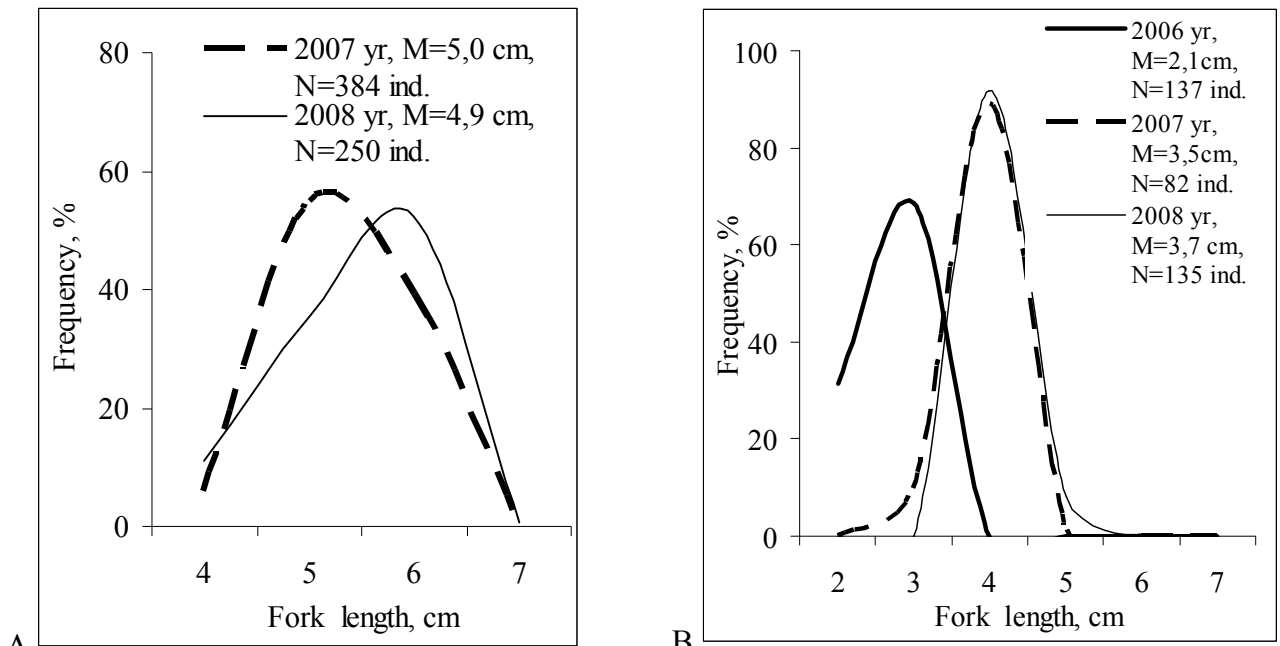 80
60
40
20
0
Frequency, %
2007 yr, M=5,0 cm,
N=384 ind.
2008 yr, M=4,9 cm,
N=250 ind.
4 5 6 7
Fork length, cm
A
100
80
60
40
20
0
Frequency, %
2006 yr,
M=2,1cm,
N=137 ind.
2007 yr,
M=3,5cm,
N=82 ind.
2008 yr,
M=3,7 cm,
N=135 ind.
2 3 4 5 6 7
Fork length, cm
B